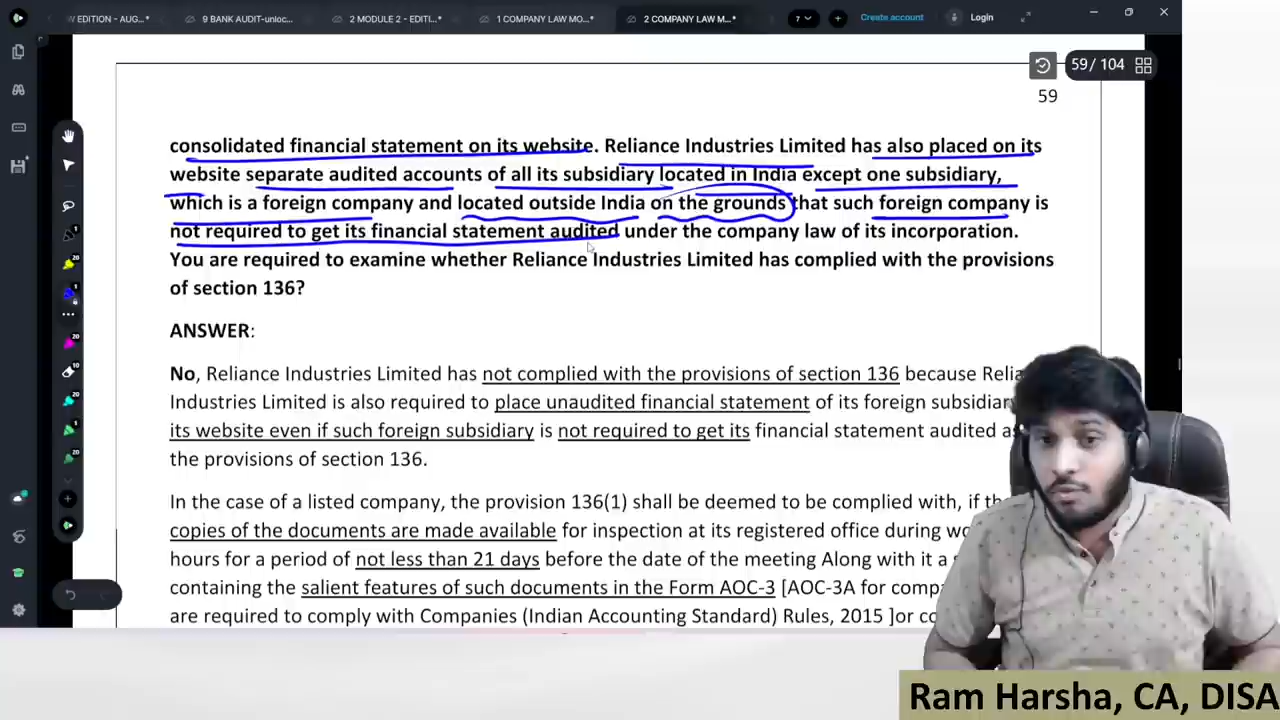 W EDITION - AUG...* 9 BANK AUDIT-unloc... 2 MODULE 2 - EDITI...* 1 COMPANY LAW MO...* 2 COMPANY LAW M...* 7 Create account Login
59/104
59
consolidated financial statement on its website. Reliance Industries Limited has also placed on its
website separate audited accounts of all its subsidiary located in India except one subsidiary,
which is a foreign company and located outside India on the grounds that such foreign company is
not required to get its financial statement audited under the company law of its incorporation.
You are required to examine whether Reliance Industries Limited has complied with the provisions
of section 136?
ANSWER:
No, Reliance Industries Limited has not complied with the provisions of section 136 because Relia
Industries Limited is also required to place unaudited financial statement of its foreign subsidiar
its website even if such foreign subsidiary is not required to get its financial statement audited as
the provisions of section 136.
In the case of a listed company, the provision 136(1) shall be deemed to be complied with, if th
copies of the documents are made available for inspection at its registered office during wo
hours for a period of not less than 21 days before the date of the meeting Along with it a
containing the salient features of such documents in the Form AOC-3 [AOC-3A for comp
are required to comply with Companies (Indian Accounting Standard) Rules, 2015 ]or co
Ram Harsha, CA, DISA